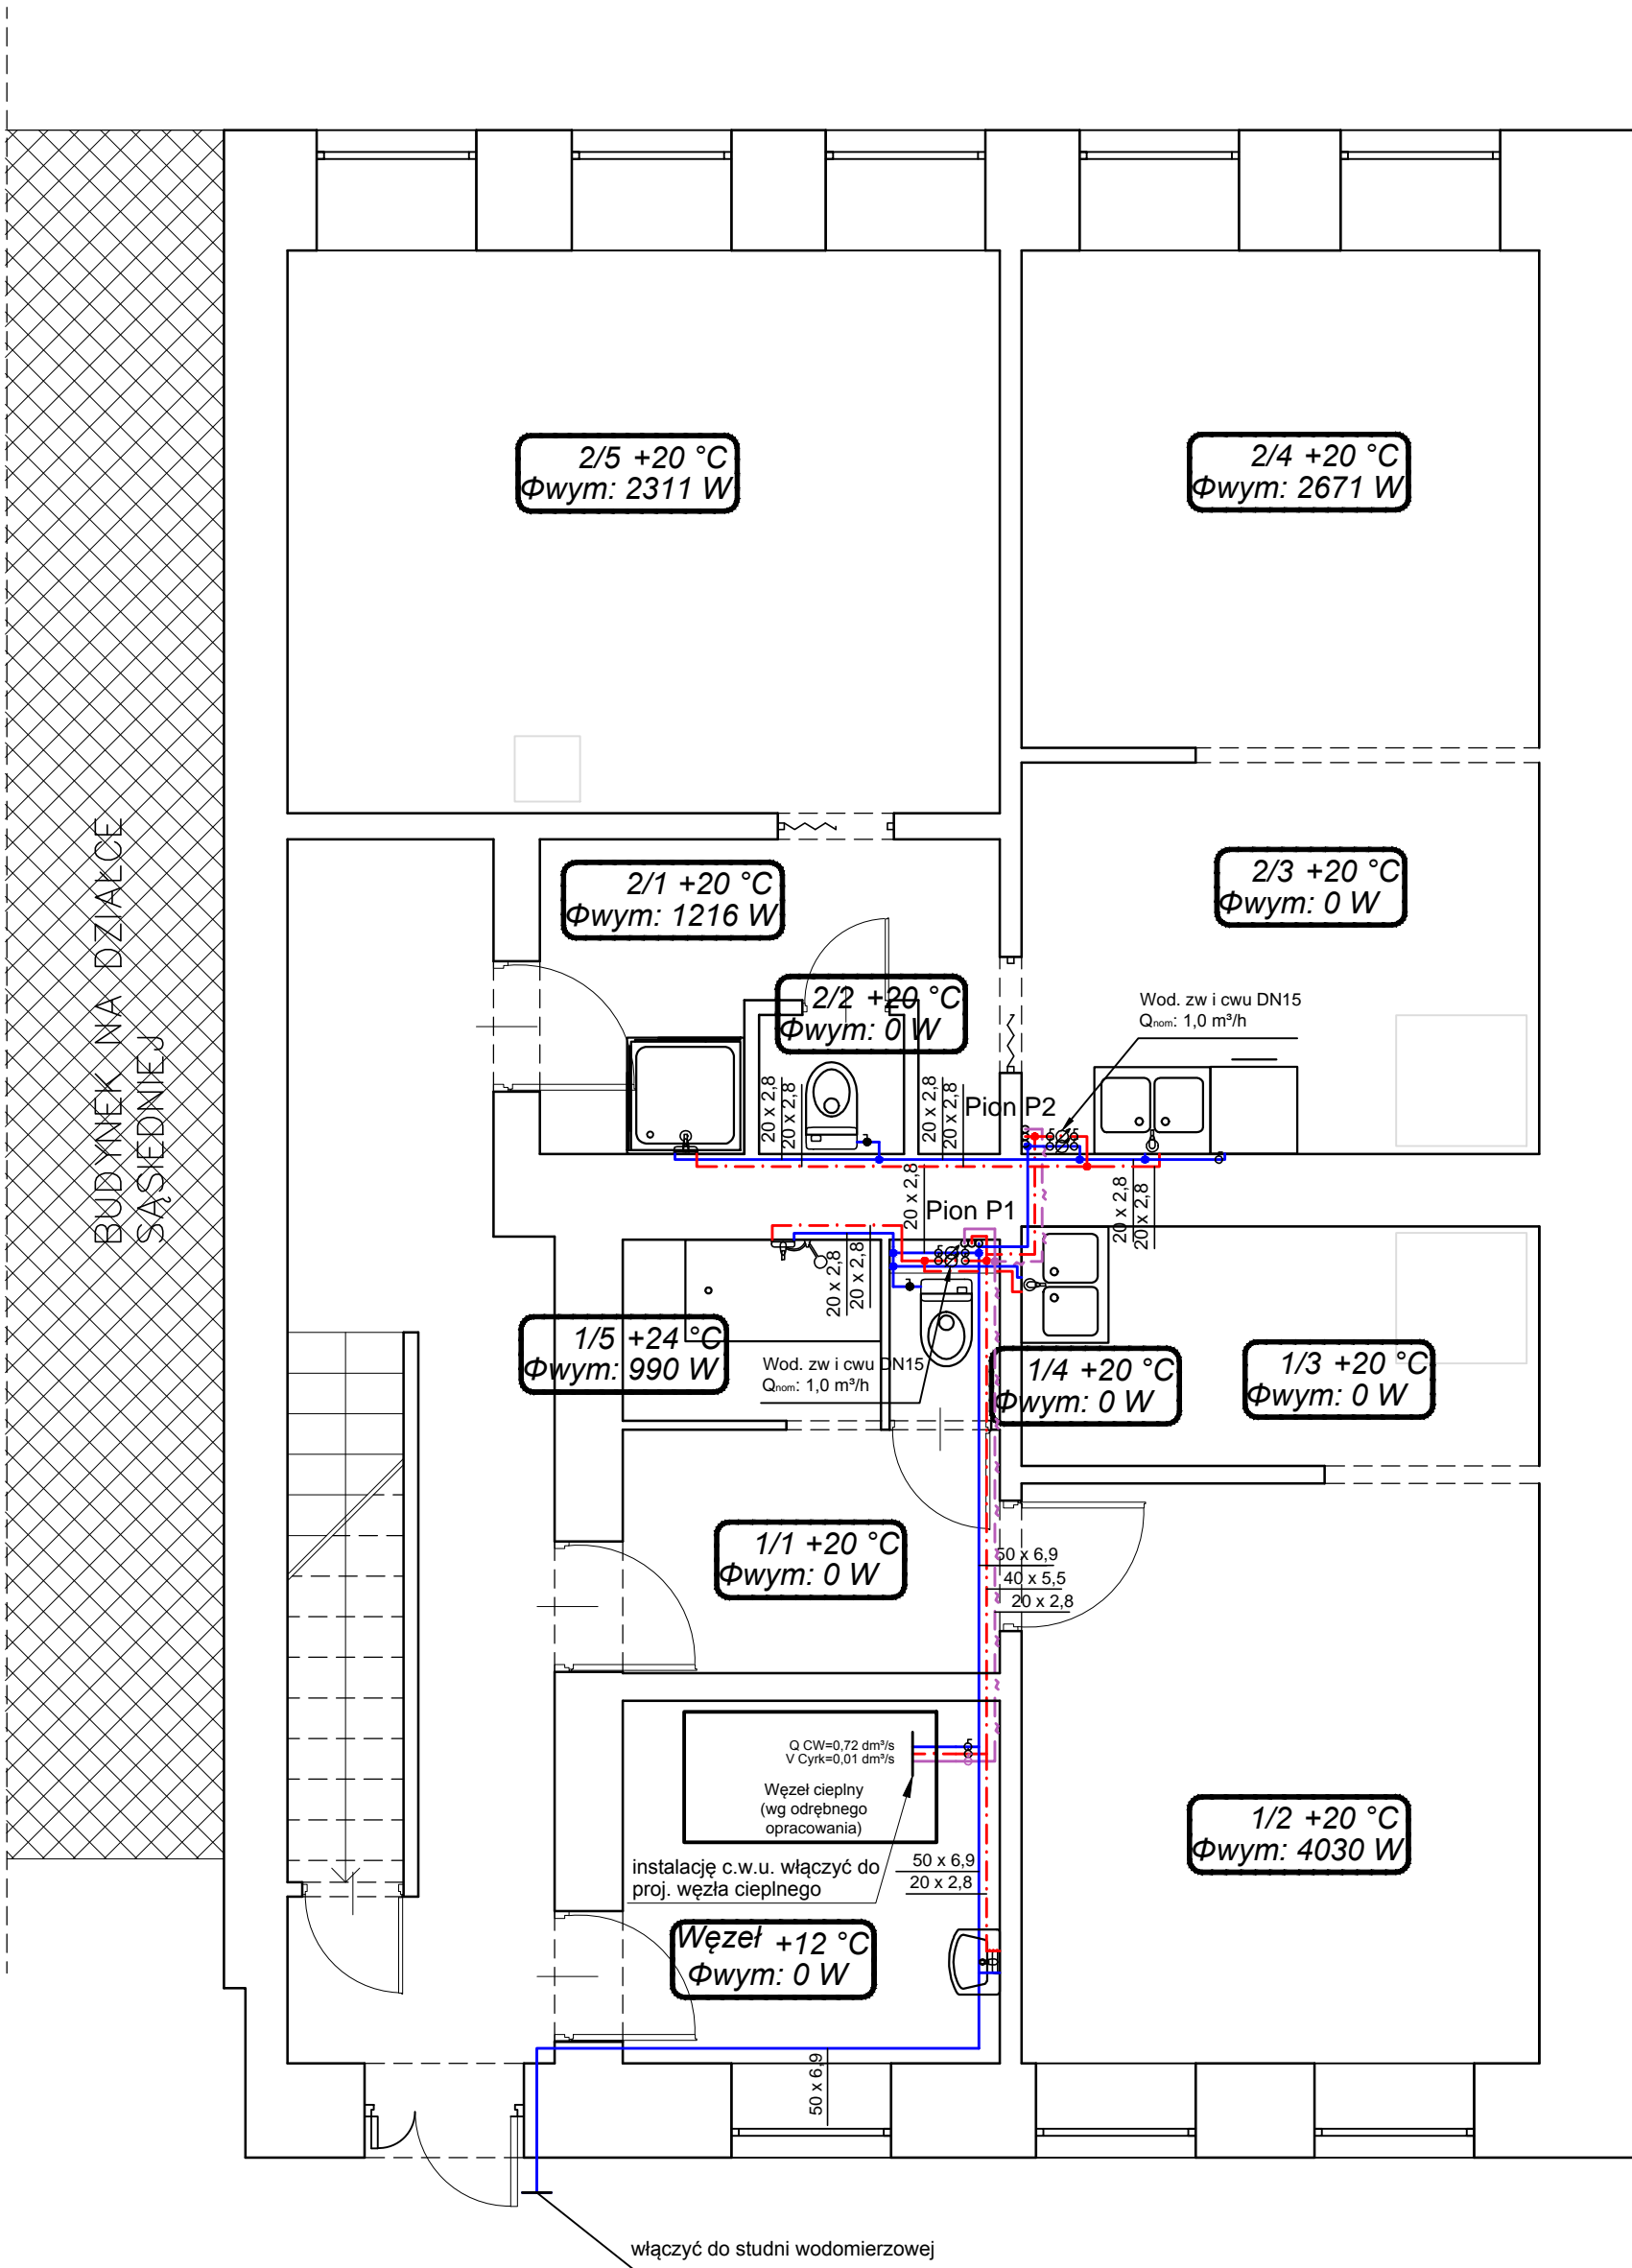 2/5 +20 °C
Φwym: 2311 W
2/4 +20 °C
Φwym: 2671 W
BUDYNEK NA DZIAŁCE
SĄSIEDNIEJ
2/1 +20 °C
Φwym: 1216 W
2/3 +20 °C
Φwym: 0 W
2/2 +20 °C
Φwym: 0 W
Wod. zw i cwu DN15
Qnom: 1,0 m³/h
20 x 2,8
20 x 2,8
20 x 2,8
20 x 2,8
Pion P2
20 x 2,8
Pion P1
20 x 2,8
20 x 2,8
20 x 2,8
20 x 2,8
1/5 +24 °C
Φwym: 990 W
Wod. zw i cwu DN15
Qnom: 1,0 m³/h
1/4 +20 °C
Φwym: 0 W
1/3 +20 °C
Φwym: 0 W
1/1 +20 °C
Φwym: 0 W
50 x 6,9
40 x 5,5
20 x 2,8
Q CW=0,72 dm³/s
V Cyrk=0,01 dm³/s
Węzeł cieplny
(wg odrębnego
opracowania)
instalację c.w.u. włączyć do
proj. węzła cieplnego
50 x 6,9
20 x 2,8
1/2 +20 °C
Φwym: 4030 W
Węzeł +12 °C
Φwym: 0 W
50 x 6,9
włączyć do studni wodomierzowej